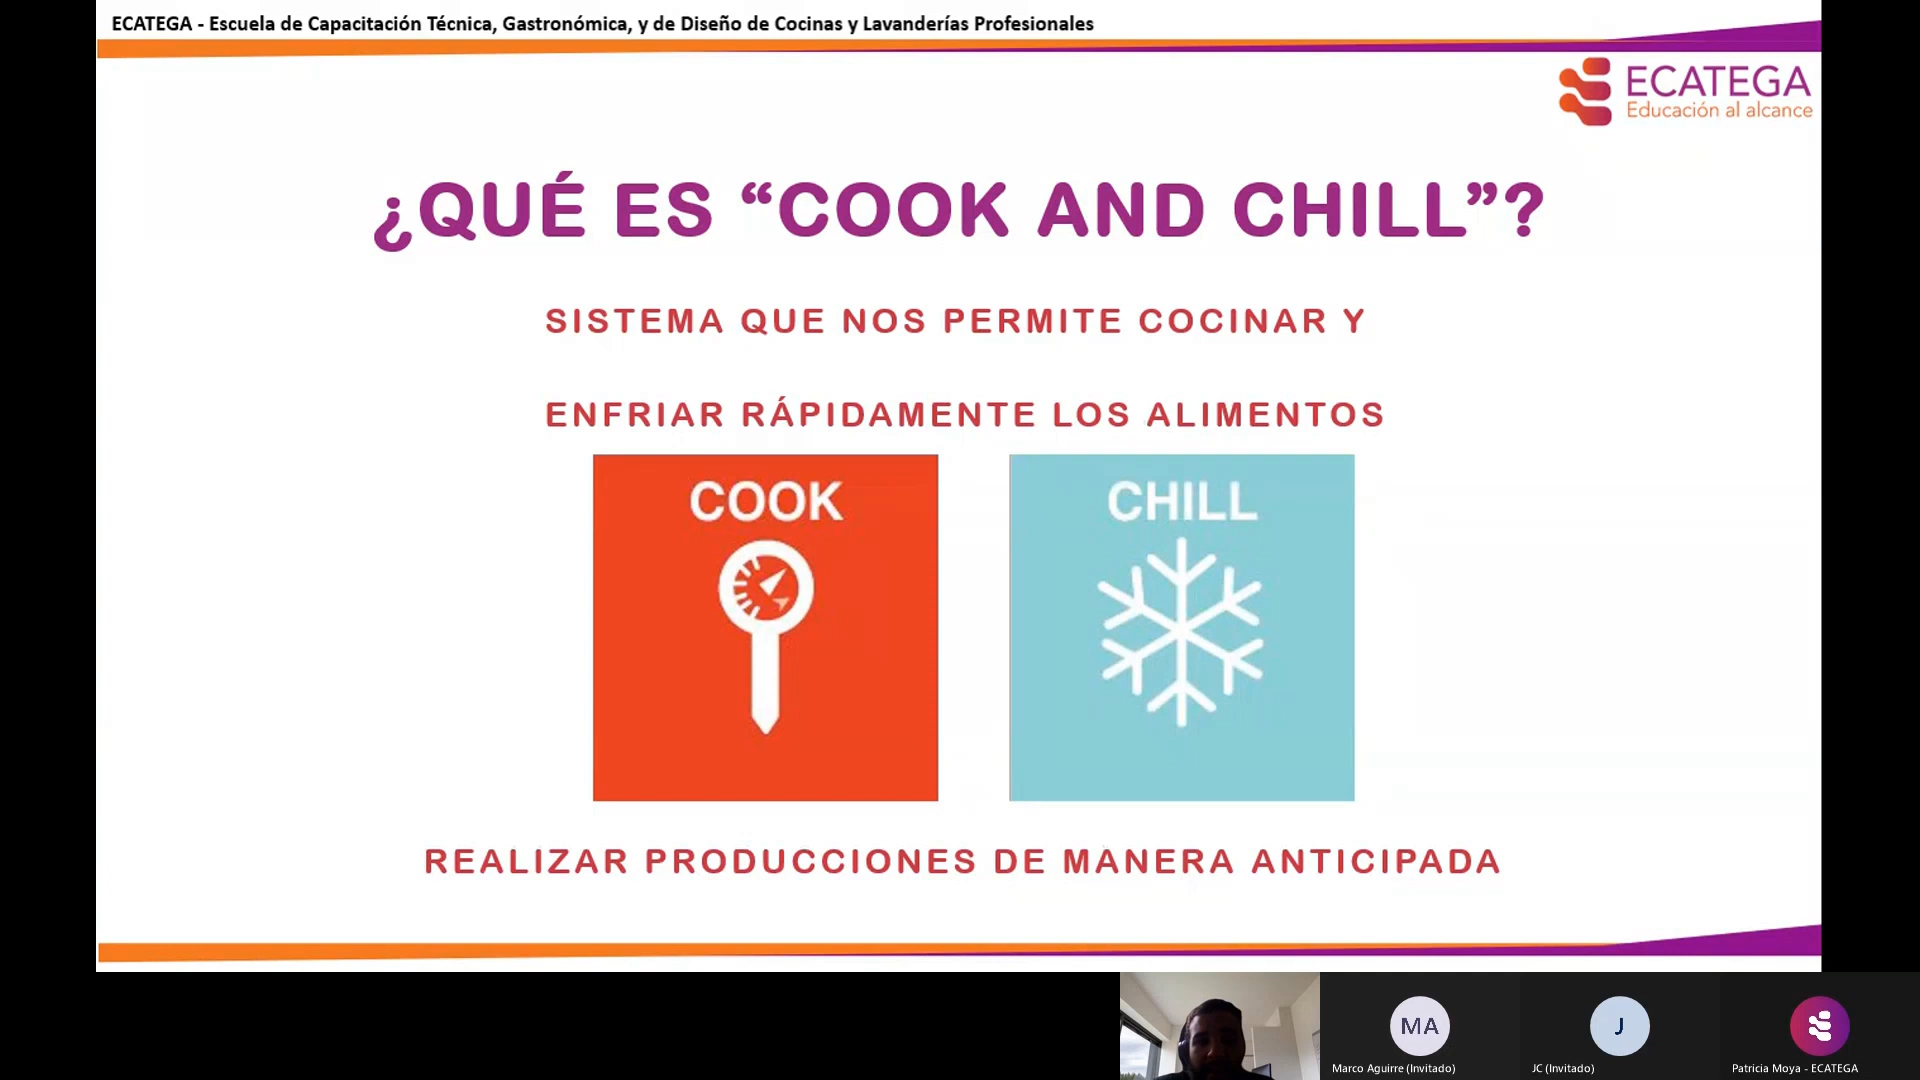 ECATEGA - Escuela de Capacitación Técnica, Gastronómica, y de Diseño de Cocinas y Lavanderías Profesionales
ECATEGA
Educación al alcance
¿QUÉ ES “COOK AND CHILL”?
SISTEMA QUE NOS PERMITE COCINAR Y
ENFRIAR RÁPIDAMENTE LOS ALIMENTOS
COOK
CHILL
REALIZAR PRODUCCIONES DE MANERA ANTICIPADA
MA
J
Marco Aguirre (Invitado)
JC (Invitado)
Patricia Moya - ECATEGA